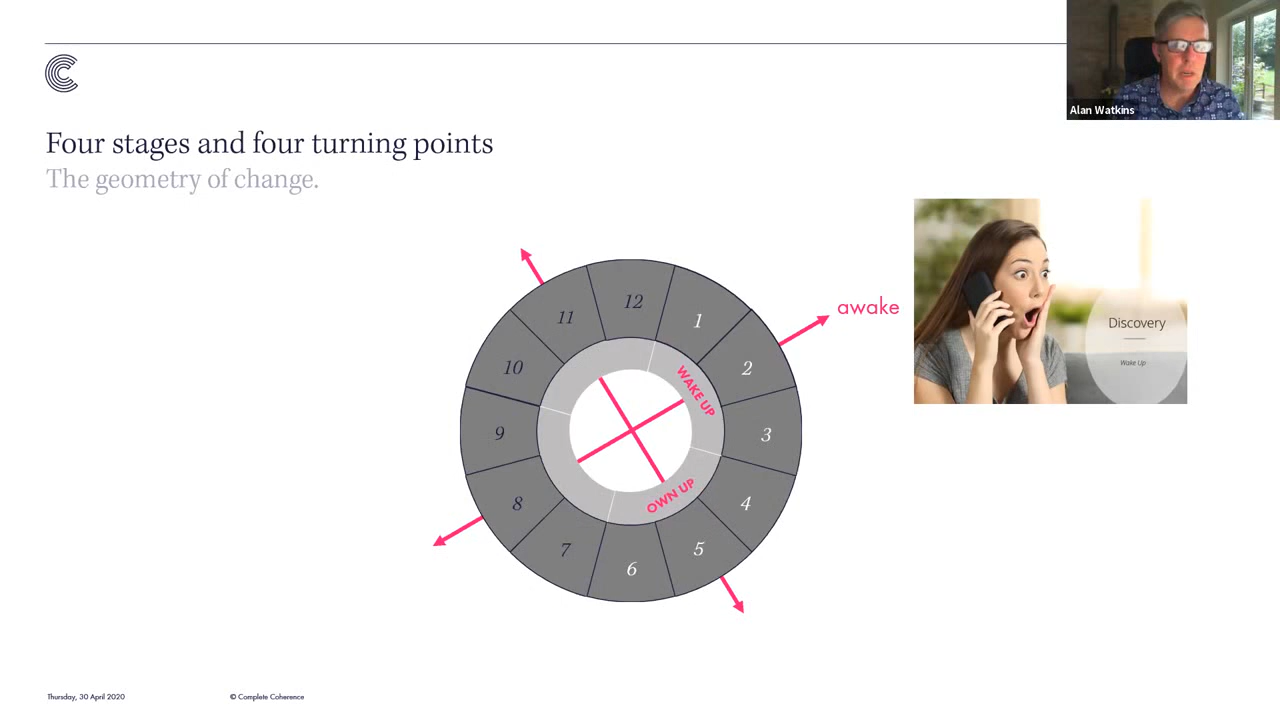 Alan Watkins
Four stages and four turning points
The geometry of change.
awake
Discovery
Wake Up
12
1
2
3
4
5
6
7
8
9
10
11
WAKE UP
OWN UP
Thursday, 30 April 2020
© Complete Coherence